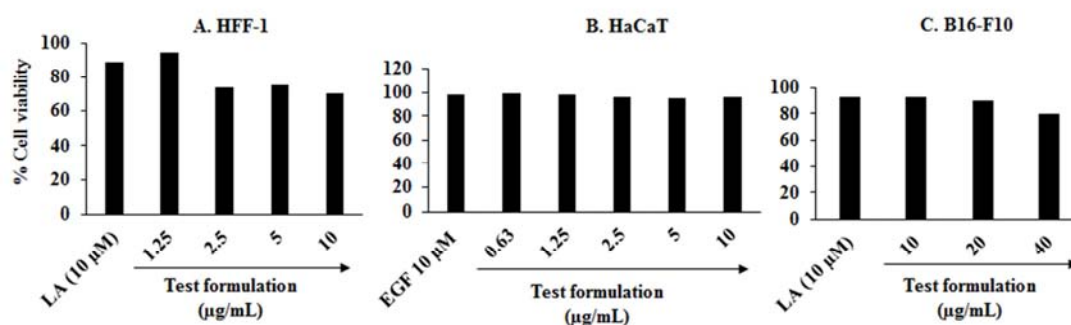 A. HFF-1
% Cell viability
100
80
60
40
20
0
LA (10 µM)
1.25
2.5
5
10
Test formulation
(µg/mL)
B. HaCaT
120
100
80
60
40
20
0
EGF 10 µM
0.63
1.25
2.5
5
10
Test formulation
(µg/mL)
C. B16-F10
100
80
60
40
20
0
LA (10 µM)
10
20
40
Test formulation
(µg/mL)